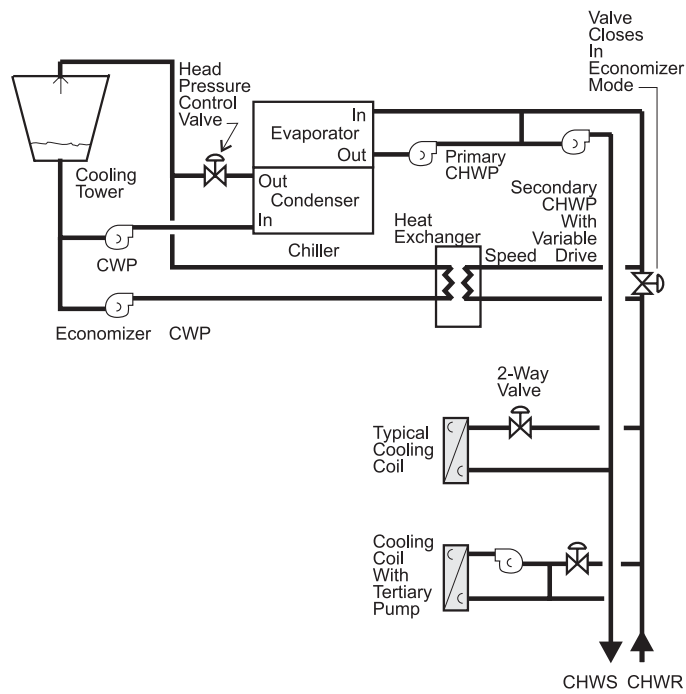 Valve
Closes
In
Economizer
Mode
Head
Pressure
Control
Valve
In
Evaporator
Out
Primary
CHWP
Cooling
Tower
Out
Condenser
In
Secondary
CHWP
With
Variable
Speed Drive
Heat
Exchanger
CWP
Chiller
Economizer CWP
2-Way
Valve
Typical
Cooling
Coil
Cooling
Coil
With
Tertiary
Pump
CHWS CHWR